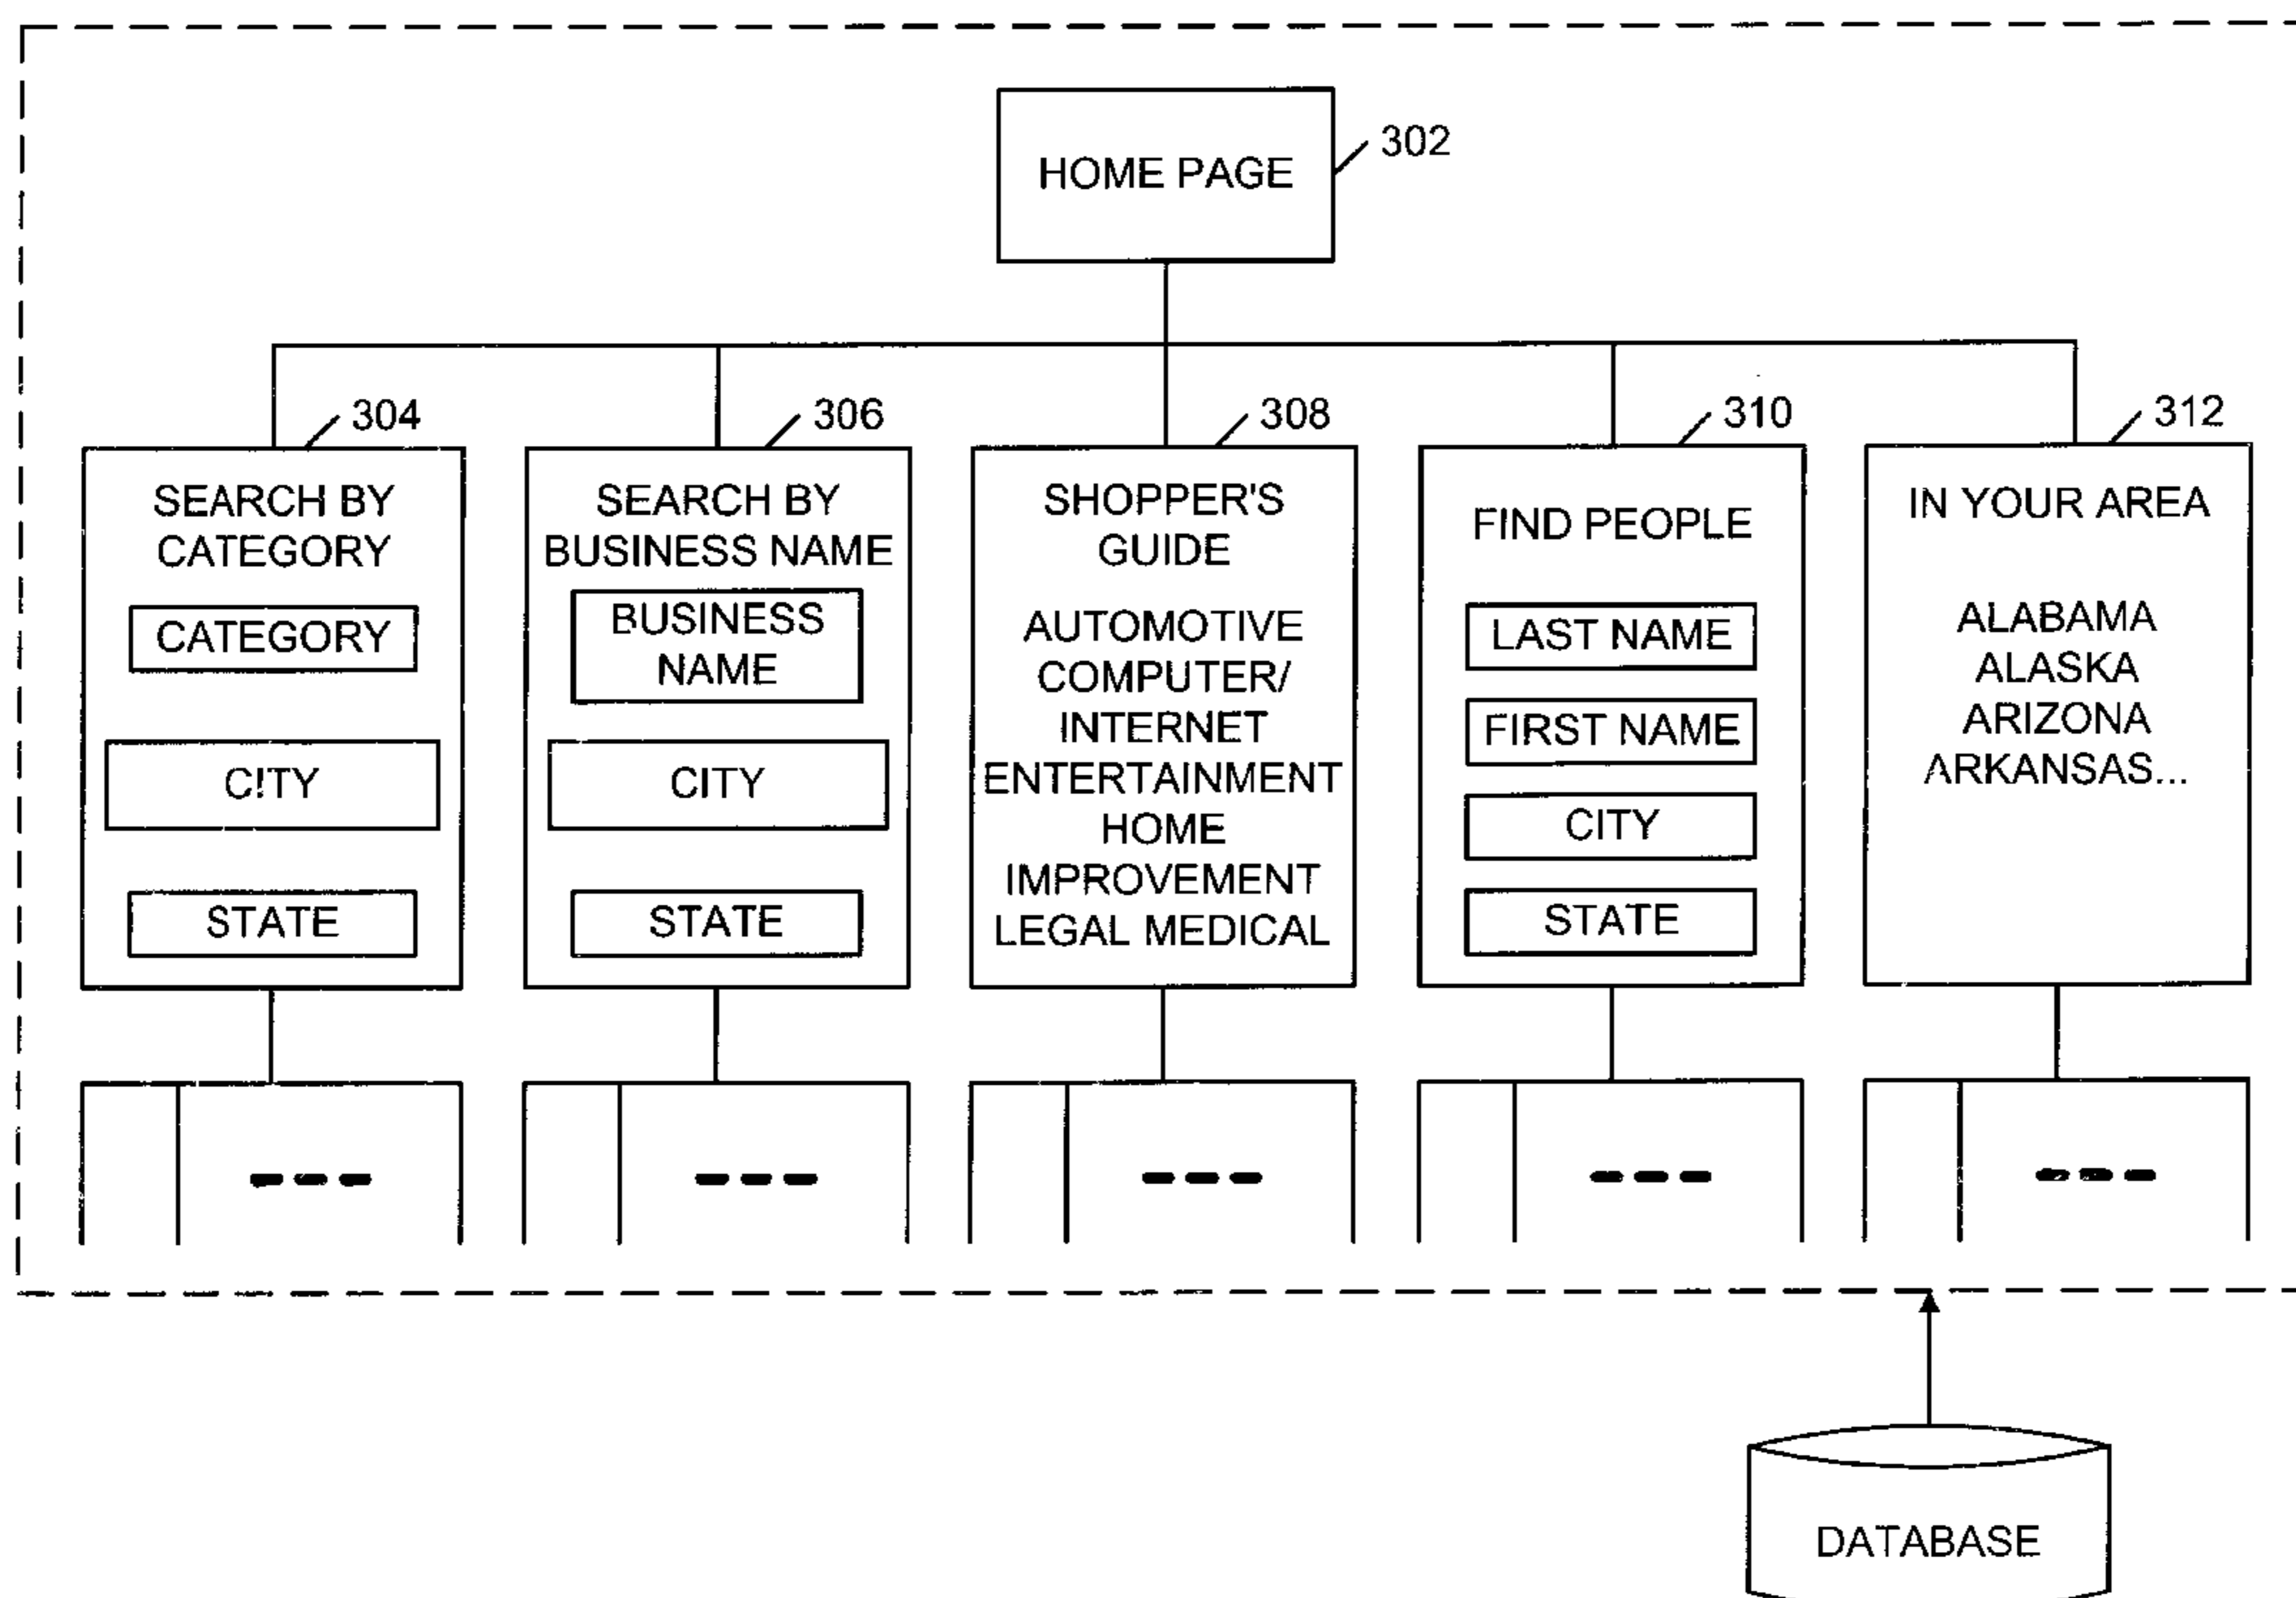 HOME PAGE
302
304
SEARCH BY
CATEGORY
CATEGORY
CITY
STATE
306
SEARCH BY
BUSINESS NAME
BUSINESS
NAME
CITY
STATE
308
SHOPPER'S
GUIDE
AUTOMOTIVE
COMPUTER/
INTERNET
ENTERTAINMENT
HOME
IMPROVEMENT
LEGAL MEDICAL
310
FIND PEOPLE
LAST NAME
FIRST NAME
CITY
STATE
312
IN YOUR AREA
ALABAMA
ALASKA
ARIZONA
ARKANSAS...
DATABASE